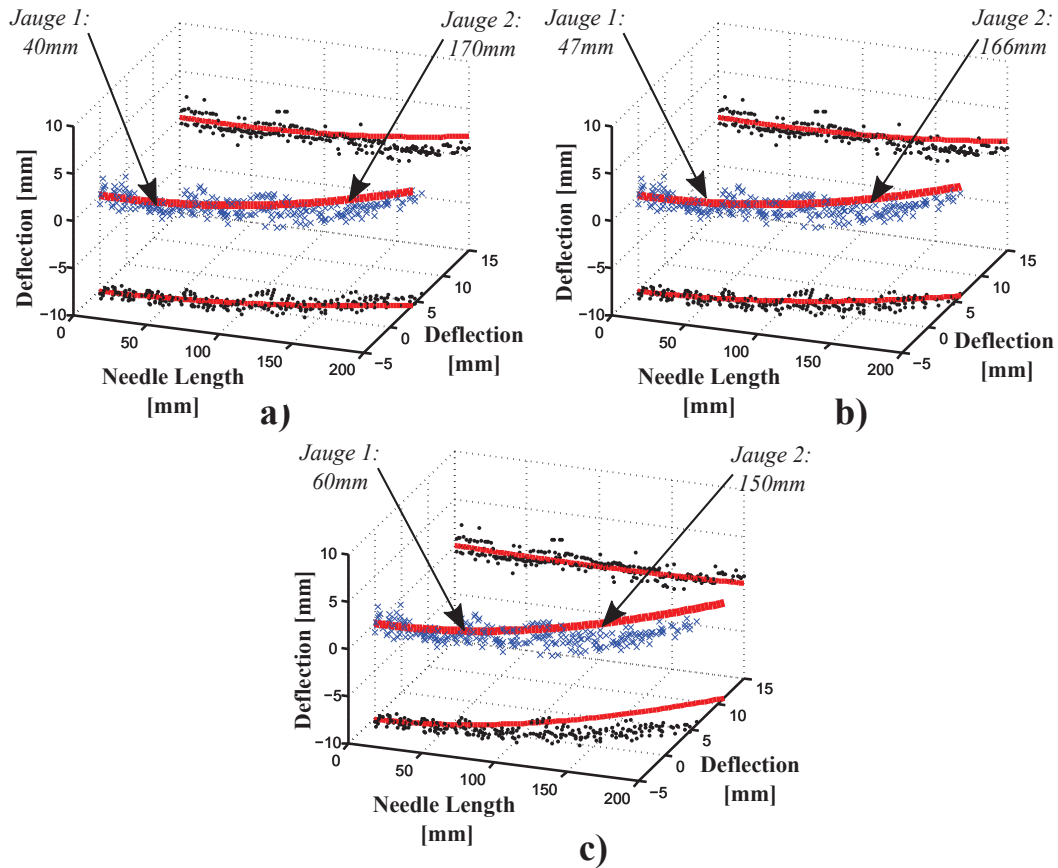 Jauge 1:
40mm
Jauge 2:
170mm
10
5
0
−5
−10
Deflection [mm]
0
50
100
150
200
Needle Length
[mm]
−5
0
5
10
15
Deflection
[mm]
a)
Jauge 1:
47mm
Jauge 2:
166mm
10
5
0
−5
−10
Deflection [mm]
0
50
100
150
200
Needle Length
[mm]
−5
0
5
10
15
Deflection
[mm]
b)
Jauge 1:
60mm
Jauge 2:
150mm
10
5
0
−5
−10
Deflection [mm]
0
50
100
150
200
Needle Length
[mm]
−5
0
5
10
15
Deflection
[mm]
c)